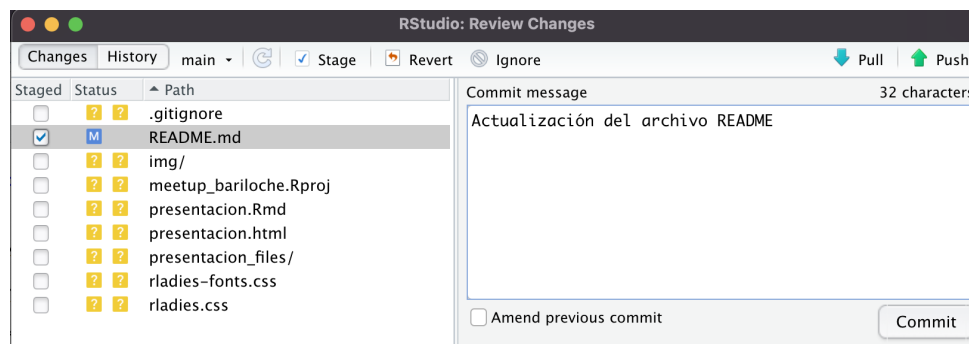 RStudio: Review Changes
Changes History main Stage Revert Ignore Pull Push
Staged Status Path
? ? .gitignore
M README.md
? ? img/
? ? meetup_bariloche.Rproj
? ? presentacion.Rmd
? ? presentacion.html
? ? presentacion_files/
? ? rladies-fonts.css
? ? rladies.css
Commit message 32 characters
Actualización del archivo README
Amend previous commit Commit